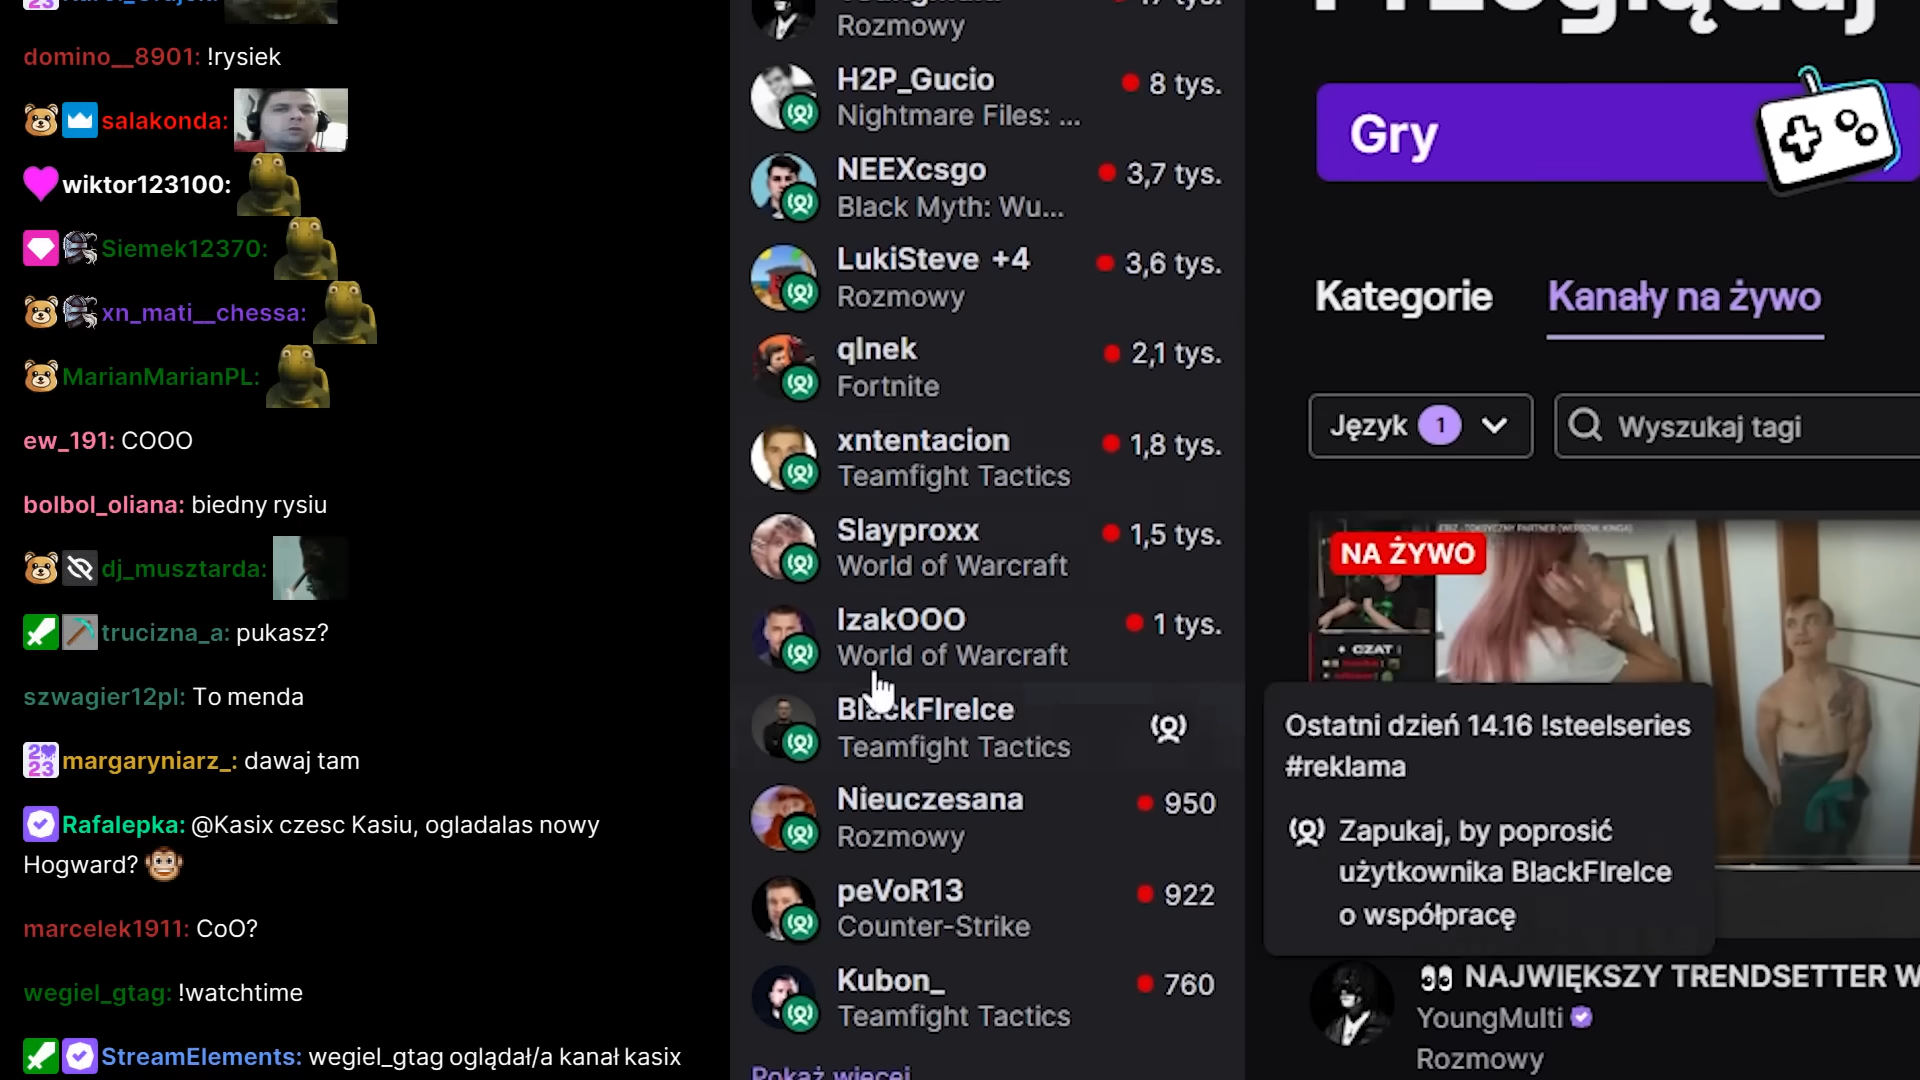 domino__8901: !rysiek
salakonda:
wiktor123100:
Siemek12370:
xn_mati__chessa:
MarianMarianPL:
ew_191: COOO
bolbol_oliana: biedny rysiu
dj_musztarda:
trucizna_a: pukasz?
szwagier12pl: To menda
margaryniarz_: dawaj tam
Rafalepka: @Kasix czesc Kasiu, ogladalas nowy
Hogward?
marcelek1911: CoO?
wegiel_gtag: !watchtime
StreamElements: wegiel_gtag oglądał/a kanał kasix
Rozmowy
H2P_Gucio 8 tys.
Nightmare Files: ...
NEEXcsgo 3,7 tys.
Black Myth: Wu...
LukiSteve +4 3,6 tys.
Rozmowy
qlnek 2,1 tys.
Fortnite
xntentacion 1,8 tys.
Teamfight Tactics
Slayproxx 1,5 tys.
World of Warcraft
IzakOOO 1 tys.
World of Warcraft
BlackFIreIce
Teamfight Tactics
Nieuczesana 950
Rozmowy
peVoR13 922
Counter-Strike
Kubon_ 760
Teamfight Tactics
Pokaż więcej
Przeglądaj
Gry
Kategorie Kanały na żywo
Język 1 Wyszukaj tagi
NA ŻYWO
+ CZAT
Ostatni dzień 14.16 !steelseries
#reklama
Zapukaj, by poprosić
użytkownika BlackFIreIce
o współpracę
NAJWIĘKSZY TRENDSETTER W
YoungMulti
Rozmowy